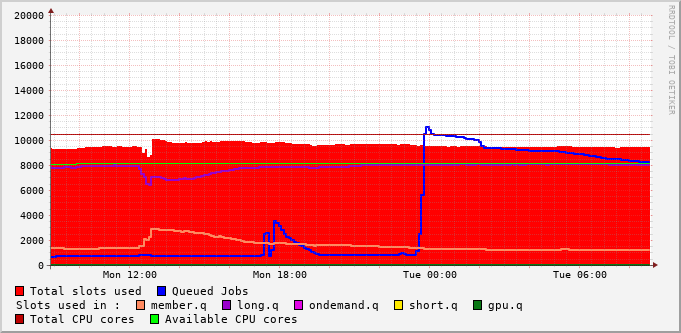 RRDTOOL / TOBI OETIKER
20000
18000
16000
14000
12000
10000
8000
6000
4000
2000
0
Mon 12:00 Mon 18:00 Tue 00:00 Tue 06:00
Total slots used Queued Jobs
Slots used in : member.q long.q ondemand.q short.q gpu.q
Total CPU cores Available CPU cores